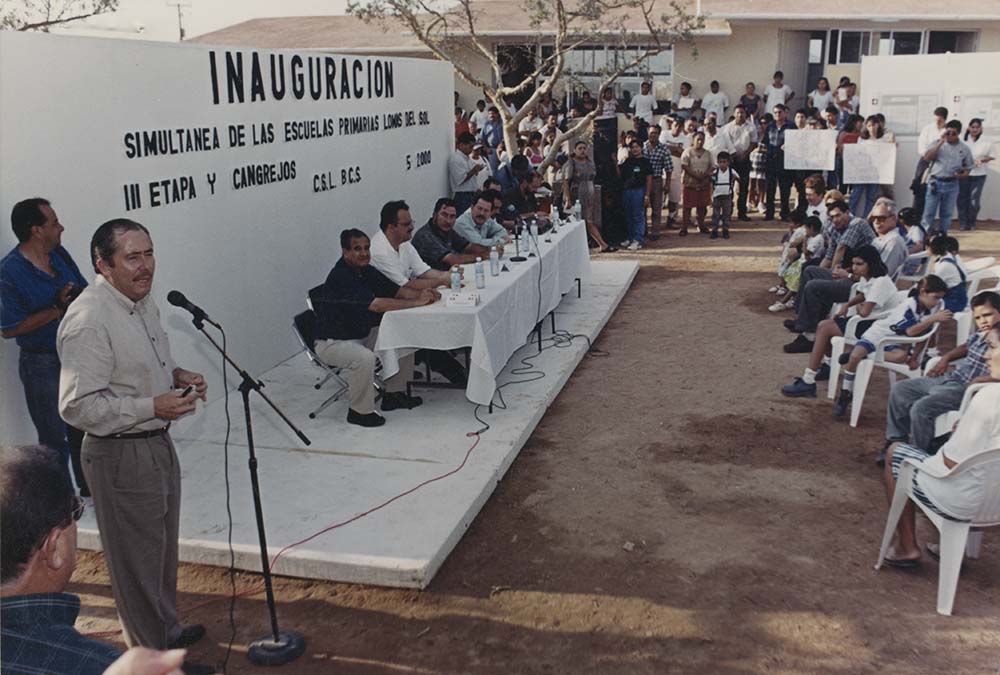 INAUGURACION
SIMULTANEA DE LAS ESCUELAS PRIMARIAS LOMAS DEL SOL
III ETAPA Y CANGREJOS C.S.L. B.C.S. 5 2000